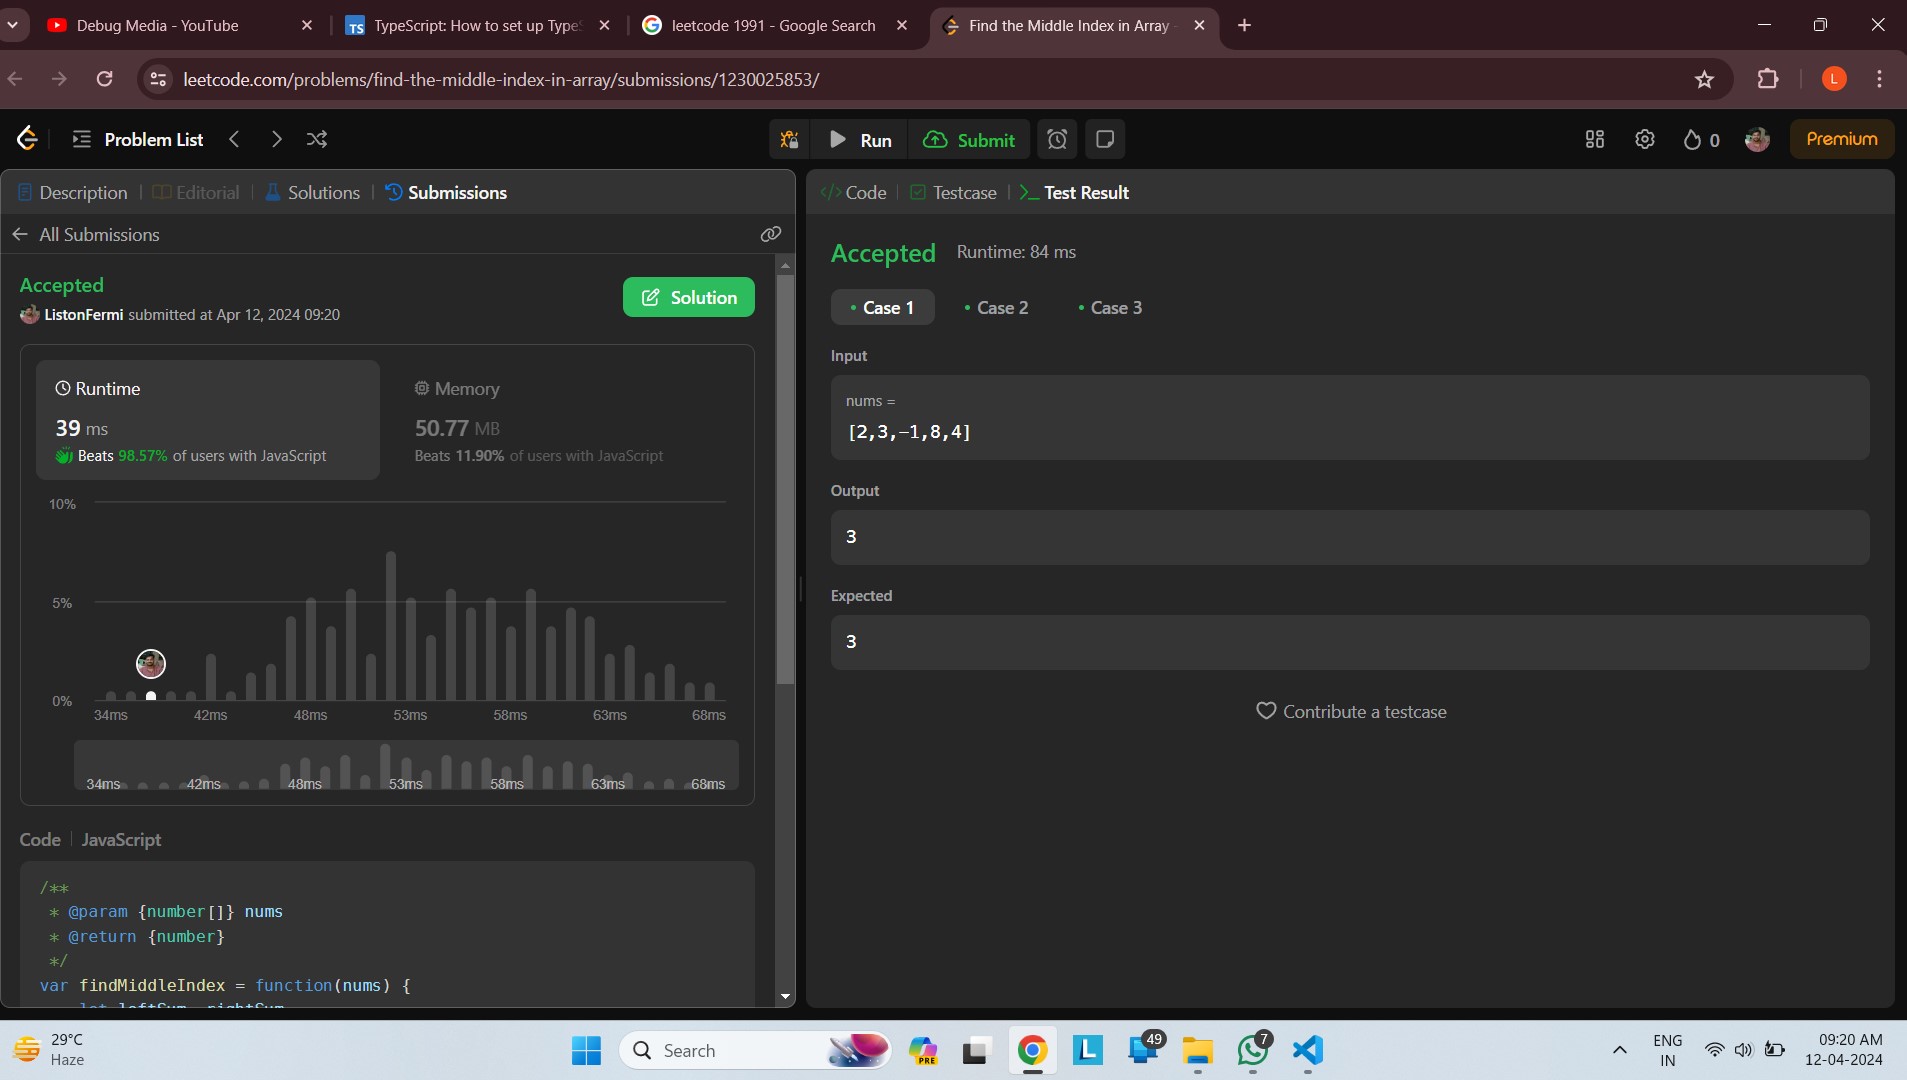 Debug Media - YouTube
TypeScript: How to set up TypeS
leetcode 1991 - Google Search
Find the Middle Index in Array -
leetcode.com/problems/find-the-middle-index-in-array/submissions/1230025853/
L
Problem List
Run
Submit
0
Premium
Description
Editorial
Solutions
Submissions
All Submissions
Accepted
Solution
ListonFermi submitted at Apr 12, 2024 09:20
Runtime
39 ms
Beats 98.57% of users with JavaScript
Memory
50.77 MB
Beats 11.90% of users with JavaScript
10%
5%
0%
34ms 42ms 48ms 53ms 58ms 63ms 68ms
34ms 42ms 48ms 53ms 58ms 63ms 68ms
Code
JavaScript
/**
* @param {number[]} nums
* @return {number}
*/
var findMiddleIndex = function(nums) {
let leftSum, rightSum
</> Code
Testcase
>_ Test Result
Accepted Runtime: 84 ms
• Case 1 • Case 2 • Case 3
Input
nums =
[2,3,-1,8,4]
Output
3
Expected
3
Contribute a testcase
29°C
Haze
Search
PRE
L
49
7
ENG
IN
09:20 AM
12-04-2024